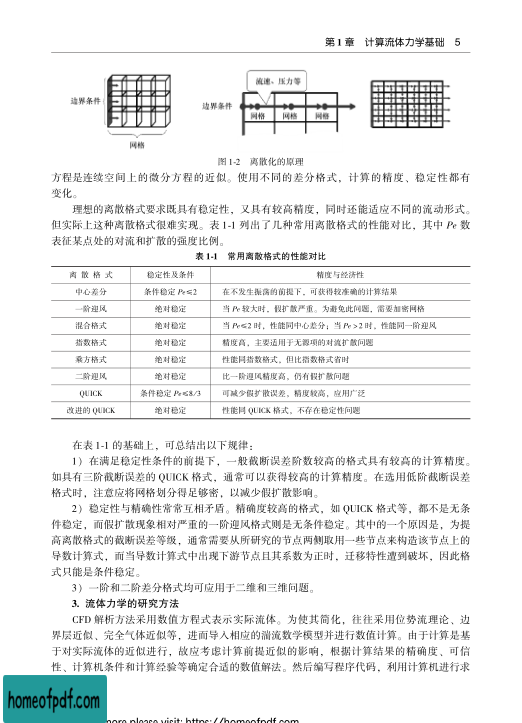 第1章 计算流体力学基础 5
流速、压力等
边界条件
边界条件
网格 网格 网格
网格
图1-2 离散化的原理
方程是连续空间上的微分方程的近似。使用不同的差分格式，计算的精度、稳定性都有
变化。
理想的离散格式要求既具有稳定性，又具有较高精度，同时还能适应不同的流动形式。
但实际上这种离散格式很难实现。表1-1列出了几种常用离散格式的性能对比，其中Pe数
表征某点处的对流和扩散的强度比例。
表1-1 常用离散格式的性能对比
离散格式 稳定性及条件 精度与经济性
中心差分 条件稳定Pe≤2 在不发生振荡的前提下，可获得较准确的计算结果
一阶迎风 绝对稳定 当Pe较大时，假扩散严重。为避免此问题，需要加密网格
混合格式 绝对稳定 当Pe≤2时，性能同中心差分；当Pe>2时，性能同一阶迎风
指数格式 绝对稳定 精度高，主要适用于无源项的对流扩散问题
乘方格式 绝对稳定 性能同指数格式，但比指数格式省时
二阶迎风 绝对稳定 比一阶迎风精度高，仍有假扩散问题
QUICK 条件稳定Pe≤8/3 可减少假扩散误差，精度较高，应用广泛
改进的QUICK 绝对稳定 性能同QUICK格式，不存在稳定性问题
在表1-1的基础上，可总结出以下规律：
1）在满足稳定性条件的前提下，一般截断误差阶数较高的格式具有较高的计算精度。
如具有三阶截断误差的QUICK格式，通常可以获得较高的计算精度。在选用低阶截断误差
格式时，注意应将网格划分得足够密，以减少假扩散影响。
2）稳定性与精确性常常互相矛盾。精确度较高的格式，如QUICK格式等，都不是无条
件稳定，而假扩散现象相对严重的一阶迎风格式则是无条件稳定。其中的一个原因是，为提
高离散格式的截断误差等级，通常需要从所研究的节点两侧取用一些节点来构造该节点上的
导数计算式，而当导数计算式中出现下游节点且其系数为正时，迁移特性遭到破坏，因此格
式只能是条件稳定。
3）一阶和二阶差分格式均可应用于二维和三维问题。
3. 流体力学的研究方法
CFD解析方法采用数值方程式表示实际流体。为使其简化，往往采用位势流理论、边
界层近似、完全气体近似等，进而导入相应的湍流数学模型并进行数值计算。由于计算是基
于对实际流体的近似进行，故应考虑计算前提近似的影响，根据计算结果的精确度、可信
性、计算机条件和计算经验等确定合适的数值解法。然后编写程序代码，利用计算机进行求
homeofpdf.com
more please visit: https://homeofpdf.com